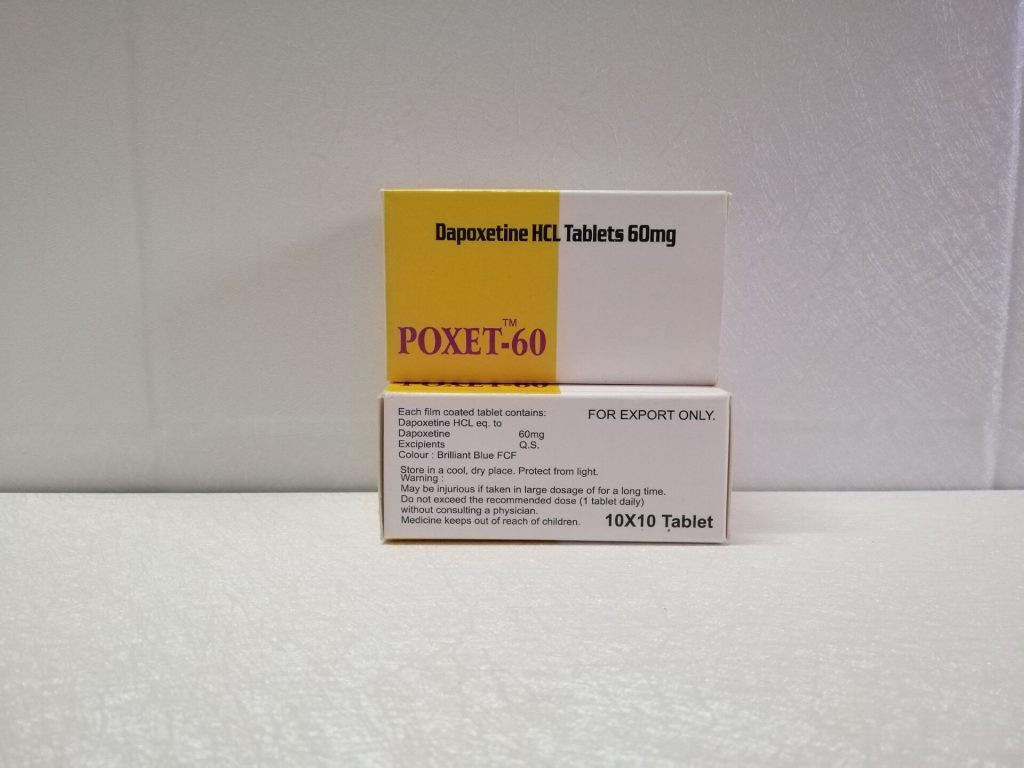 Dapoxetine HCL Tablets 60mg
POXET™-60
POXET-60
Each film coated tablet contains:
FOR EXPORT ONLY.
Dapoxetine HCL eq. to
Dapoxetine 60mg
Excipients Q.S.
Colour : Brilliant Blue FCF
Store in a cool, dry place. Protect from light.
Warning :
May be injurious if taken in large dosage of for a long time.
Do not exceed the recommended dose (1 tablet daily)
without consulting a physician.
Medicine keeps out of reach of children.
10X10 Tablet